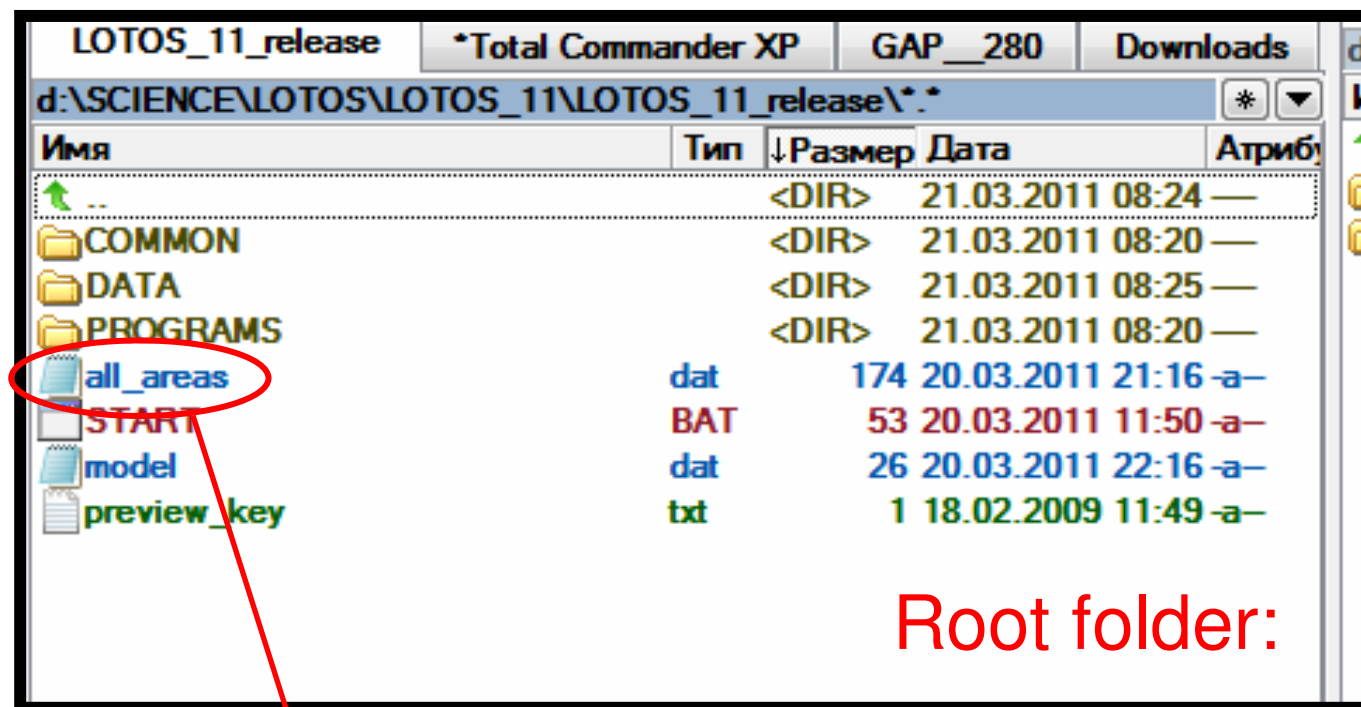 LOTOS_11_release *Total Commander XP GAP__280 Downloads
d:\SCIENCE\LOTOS\LOTOS_11\LOTOS_11_release\*.*
Имя Тип ↓Размер Дата Атрибу
.. <DIR> 21.03.2011 08:24 ----
COMMON <DIR> 21.03.2011 08:20 ----
DATA <DIR> 21.03.2011 08:25 ----
PROGRAMS <DIR> 21.03.2011 08:20 ----
all_areas dat 174 20.03.2011 21:16 -a--
START BAT 53 20.03.2011 11:50 -a--
model dat 26 20.03.2011 22:16 -a--
preview_key txt 1 18.02.2009 11:49 -a--
Root folder: